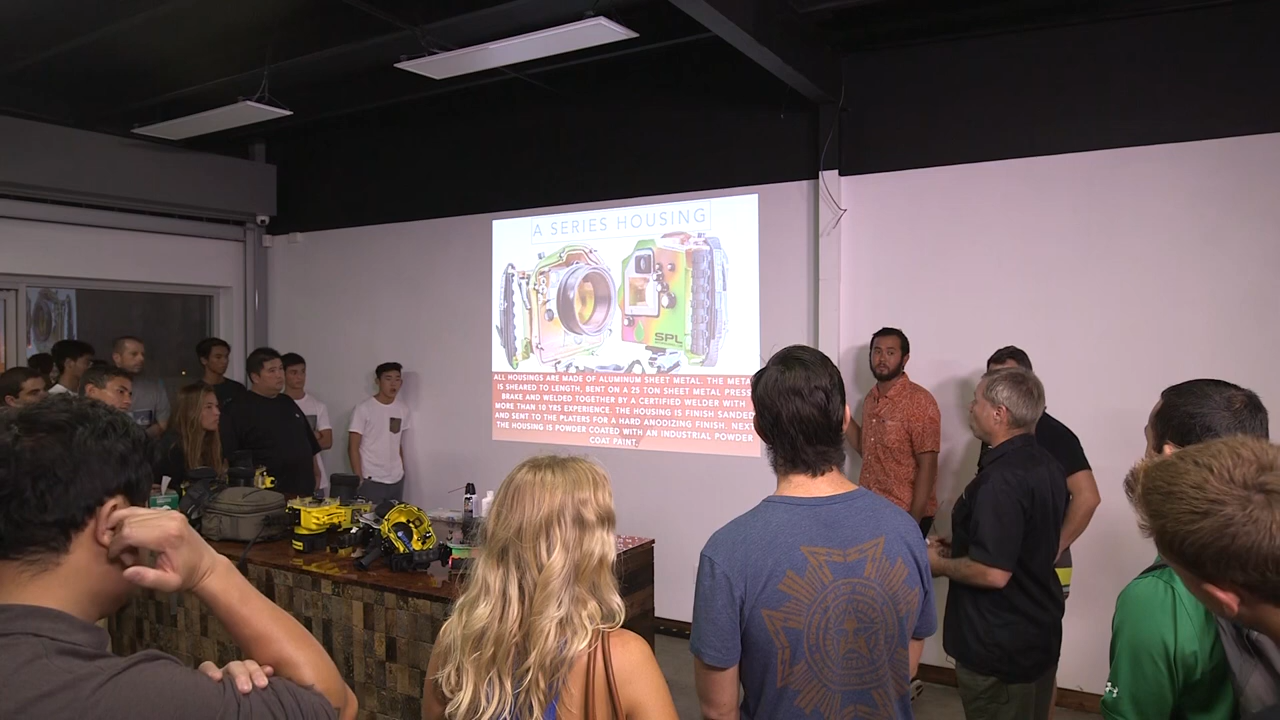 A SERIES HOUSING
SPL
ALL HOUSINGS ARE MADE OF ALUMINUM SHEET METAL. THE METAL
IS SHEARED TO LENGTH, BENT ON A 25 TON SHEET METAL PRESS
BRAKE AND WELDED TOGETHER BY A CERTIFIED WELDER WITH
MORE THAN 10 YRS EXPERIENCE. THE HOUSING IS FINISH SANDED
AND SENT TO THE PLATERS FOR A HARD ANODIZING FINISH. NEXT
THE HOUSING IS POWDER COATED WITH AN INDUSTRIAL POWDER
COAT PAINT.